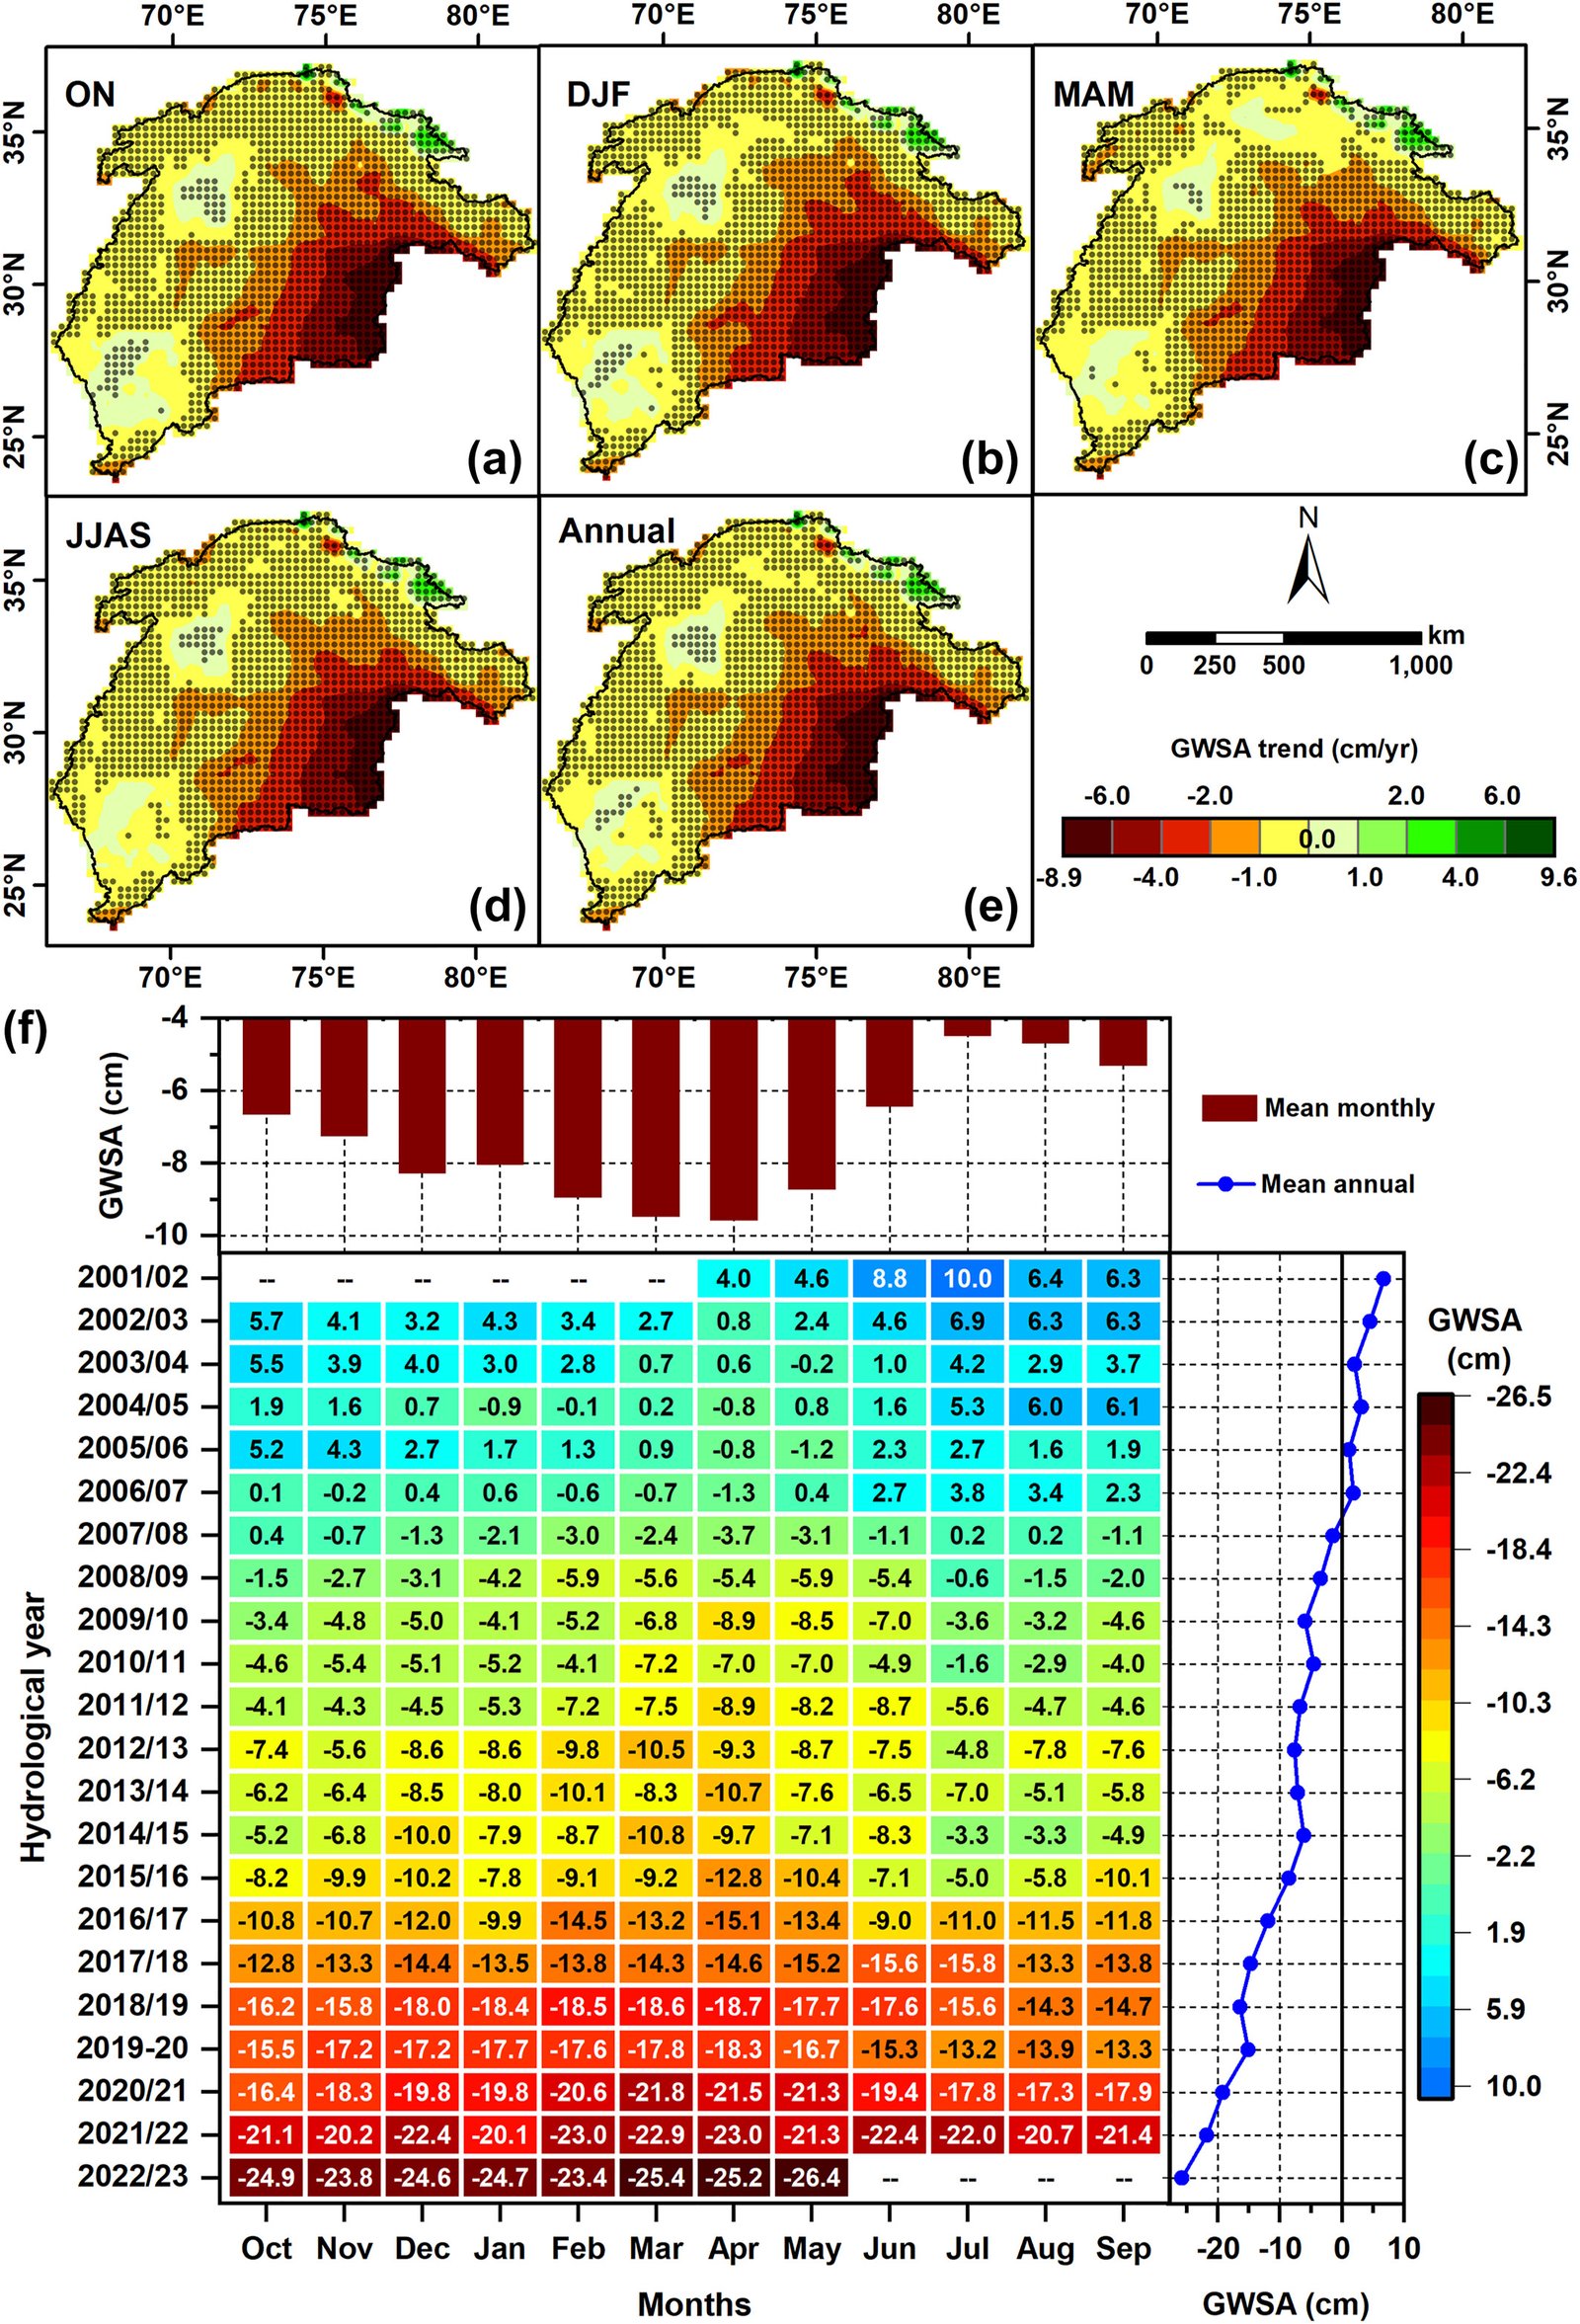 70°E 75°E 80°E 70°E 75°E 80°E 70°E 75°E 80°E
ON DJF MAM
35°N 35°N
30°N 30°N
25°N 25°N
(a) (b) (c)
JJAS Annual N
35°N
km
0 250 500 1,000
30°N
GWSA trend (cm/yr)
-6.0 -2.0 2.0 6.0
0.0
-8.9 -4.0 -1.0 1.0 4.0 9.6
25°N
(d) (e)
70°E 75°E 80°E 70°E 75°E 80°E
(f)
GWSA (cm)
-4
-6
-8
-10
Mean monthly
Mean annual
Hydrological year
2001/02 -- -- -- -- -- -- 4.0 4.6 8.8 10.0 6.4 6.3
2002/03 5.7 4.1 3.2 4.3 3.4 2.7 0.8 2.4 4.6 6.9 6.3 6.3
2003/04 5.5 3.9 4.0 3.0 2.8 0.7 0.6 -0.2 1.0 4.2 2.9 3.7
2004/05 1.9 1.6 0.7 -0.9 -0.1 0.2 -0.8 0.8 1.6 5.3 6.0 6.1
2005/06 5.2 4.3 2.7 1.7 1.3 0.9 -0.8 -1.2 2.3 2.7 1.6 1.9
2006/07 0.1 -0.2 0.4 0.6 -0.6 -0.7 -1.3 0.4 2.7 3.8 3.4 2.3
2007/08 0.4 -0.7 -1.3 -2.1 -3.0 -2.4 -3.7 -3.1 -1.1 0.2 0.2 -1.1
2008/09 -1.5 -2.7 -3.1 -4.2 -5.9 -5.6 -5.4 -5.9 -5.4 -0.6 -1.5 -2.0
2009/10 -3.4 -4.8 -5.0 -4.1 -5.2 -6.8 -8.9 -8.5 -7.0 -3.6 -3.2 -4.6
2010/11 -4.6 -5.4 -5.1 -5.2 -4.1 -7.2 -7.0 -7.0 -4.9 -1.6 -2.9 -4.0
2011/12 -4.1 -4.3 -4.5 -5.3 -7.2 -7.5 -8.9 -8.2 -8.7 -5.6 -4.7 -4.6
2012/13 -7.4 -5.6 -8.6 -8.6 -9.8 -10.5 -9.3 -8.7 -7.5 -4.8 -7.8 -7.6
2013/14 -6.2 -6.4 -8.5 -8.0 -10.1 -8.3 -10.7 -7.6 -6.5 -7.0 -5.1 -5.8
2014/15 -5.2 -6.8 -10.0 -7.9 -8.7 -10.8 -9.7 -7.1 -8.3 -3.3 -3.3 -4.9
2015/16 -8.2 -9.9 -10.2 -7.8 -9.1 -9.2 -12.8 -10.4 -7.1 -5.0 -5.8 -10.1
2016/17 -10.8 -10.7 -12.0 -9.9 -14.5 -13.2 -15.1 -13.4 -9.0 -11.0 -11.5 -11.8
2017/18 -12.8 -13.3 -14.4 -13.5 -13.8 -14.3 -14.6 -15.2 -15.6 -15.8 -13.3 -13.8
2018/19 -16.2 -15.8 -18.0 -18.4 -18.5 -18.6 -18.7 -17.7 -17.6 -15.6 -14.3 -14.7
2019-20 -15.5 -17.2 -17.2 -17.7 -17.6 -17.8 -18.3 -16.7 -15.3 -13.2 -13.9 -13.3
2020/21 -16.4 -18.3 -19.8 -19.8 -20.6 -21.8 -21.5 -21.3 -19.4 -17.8 -17.3 -17.9
2021/22 -21.1 -20.2 -22.4 -20.1 -23.0 -22.9 -23.0 -21.3 -22.4 -22.0 -20.7 -21.4
2022/23 -24.9 -23.8 -24.6 -24.7 -23.4 -25.4 -25.2 -26.4 -- -- -- --
Oct Nov Dec Jan Feb Mar Apr May Jun Jul Aug Sep
Months
-20 -10 0 10
GWSA (cm)
GWSA
(cm)
-26.5
-22.4
-18.4
-14.3
-10.3
-6.2
-2.2
1.9
5.9
10.0